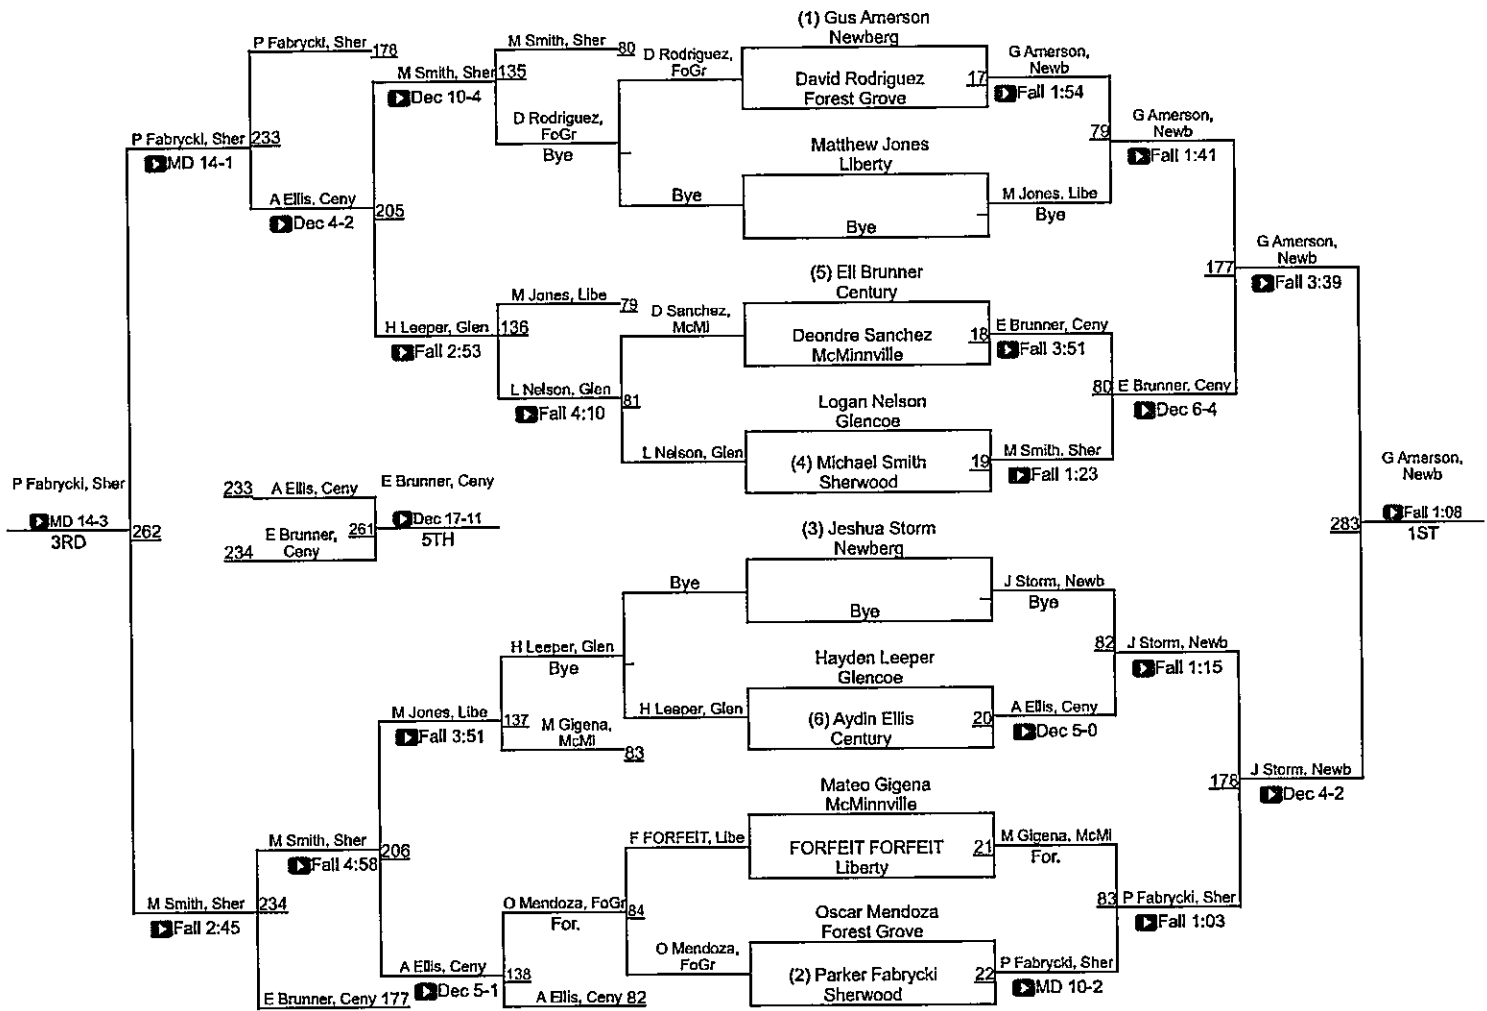 (1) Gus Amerson
Newberg
David Rodriguez
Forest Grove
17
Matthew Jones
Liberty
Bye
(5) Ell Brunner
Century
Deondre Sanchez
McMinnville
18
Logan Nelson
Glencoe
(4) Michael Smith
Sherwood
19
(3) Jeshua Storm
Newberg
Bye
Hayden Leeper
Glencoe
(6) Aydin Ellis
Century
20
Mateo Gigena
McMinnville
FORFEIT FORFEIT
Liberty
21
Oscar Mendoza
Forest Grove
(2) Parker Fabrycki
Sherwood
22
G Amerson,
Newb
Fall 1:54
79
M Jones, Libe
Bye
E Brunner, Ceny
Fall 3:51
80
M Smith, Sher
Fall 1:23
J Storm, Newb
Bye
82
A Ellis, Ceny
Dec 5-0
M Gigena, McMi
For.
83
P Fabrycki, Sher
MD 10-2
G Amerson,
Newb
Fall 1:41
177
E Brunner, Ceny
Dec 6-4
J Storm, Newb
Fall 1:15
178
P Fabrycki, Sher
Fall 1:03
G Amerson,
Newb
Fall 3:39
283
J Storm, Newb
Dec 4-2
G Amerson,
Newb
Fall 1:08
1ST
D Rodriguez,
FoGr
Bye
D Sanchez,
McMi
81
L Nelson, Glen
Bye
H Leeper, Glen
F FORFEIT, Libe
84
O Mendoza,
FoGr
M Smith, Sher
80
135
D Rodriguez,
FoGr
Bye
M Jones, Libe
79
136
L Nelson, Glen
Fall 4:10
H Leeper, Glen
Bye
137
M Gigena,
McMi
83
O Mendoza, FoGr
For.
138
A Ellis, Ceny 82
M Smith, Sher
Dec 10-4
205
H Leeper, Glen
Fall 2:53
M Jones, Libe
Fall 3:51
206
A Ellis, Ceny
Dec 5-1
P Fabrycki, Sher
178
233
A Ellis, Ceny
Dec 4-2
M Smith, Sher
Fall 4:58
234
E Brunner, Ceny 177
P Fabrycki, Sher
MD 14-1
262
M Smith, Sher
Fall 2:45
P Fabrycki, Sher
MD 14-3
3RD
233
A Ellis, Ceny
E Brunner,
Ceny
234
261
E Brunner, Ceny
Dec 17-11
5TH